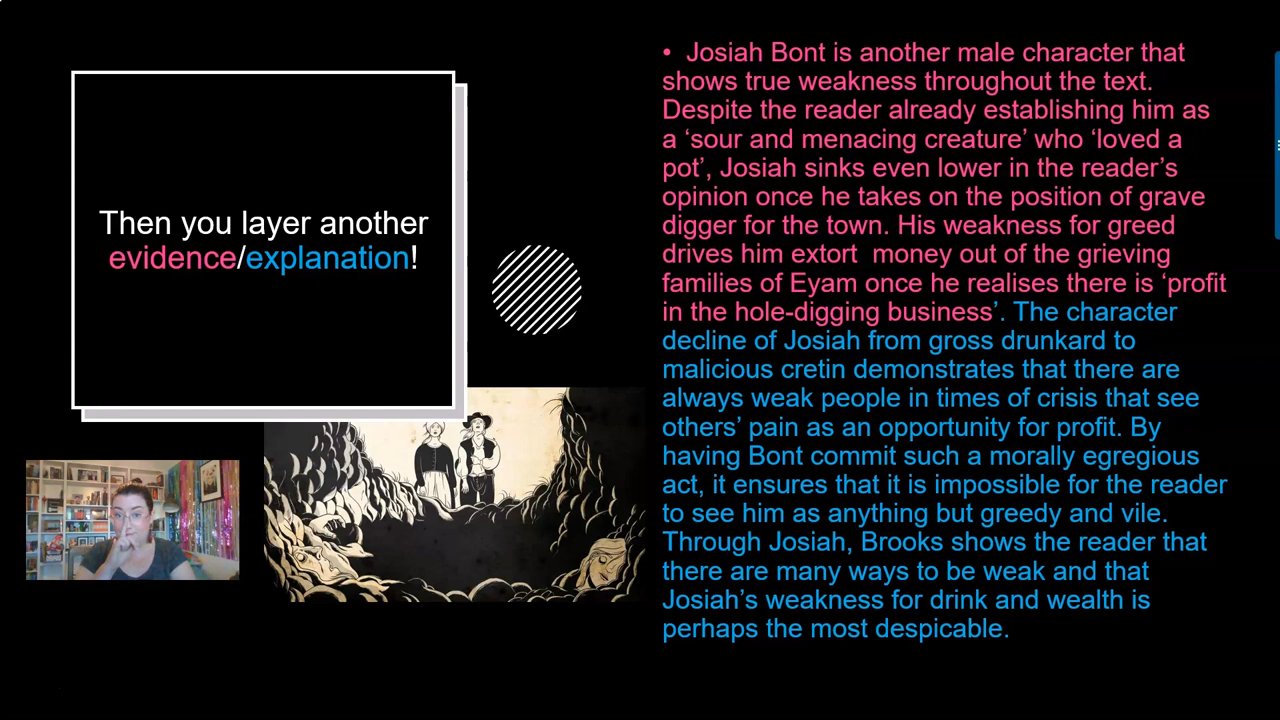 Then you layer another
evidence/explanation!
• Josiah Bont is another male character that
shows true weakness throughout the text.
Despite the reader already establishing him as
a ‘sour and menacing creature’ who ‘loved a
pot’, Josiah sinks even lower in the reader’s
opinion once he takes on the position of grave
digger for the town. His weakness for greed
drives him extort  money out of the grieving
families of Eyam once he realises there is ‘profit
in the hole-digging business’. The character
decline of Josiah from gross drunkard to
malicious cretin demonstrates that there are
always weak people in times of crisis that see
others’ pain as an opportunity for profit. By
having Bont commit such a morally egregious
act, it ensures that it is impossible for the reader
to see him as anything but greedy and vile.
Through Josiah, Brooks shows the reader that
there are many ways to be weak and that
Josiah’s weakness for drink and wealth is
perhaps the most despicable.